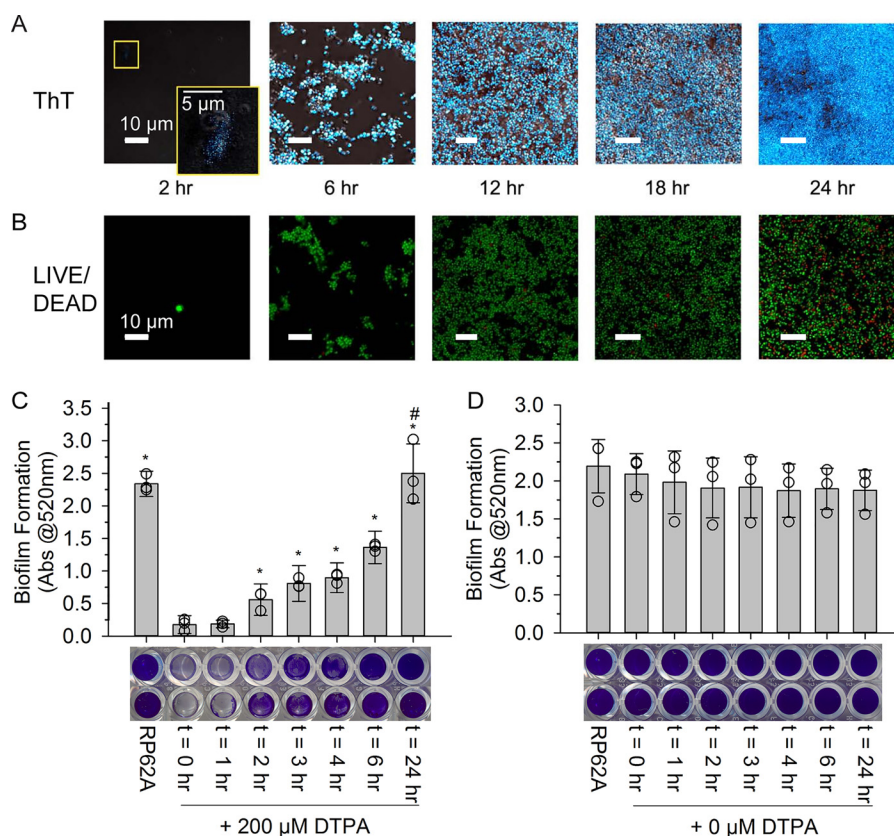 A
ThT
5 µm
10 µm
2 hr
6 hr
12 hr
18 hr
24 hr
B
LIVE/
DEAD
10 µm
C
Biofilm Formation
(Abs @520nm)
3.5
3.0
2.5
2.0
1.5
1.0
0.5
0.0
*
*
*
*
*
#
*
RP62A
t = 0 hr
t = 1 hr
t = 2 hr
t = 3 hr
t = 4 hr
t = 6 hr
t = 24 hr
+ 200 µM DTPA
D
Biofilm Formation
(Abs @520nm)
3.0
2.5
2.0
1.5
1.0
0.5
0.0
RP62A
t = 0 hr
t = 1 hr
t = 2 hr
t = 3 hr
t = 4 hr
t = 6 hr
t = 24 hr
+ 0 µM DTPA